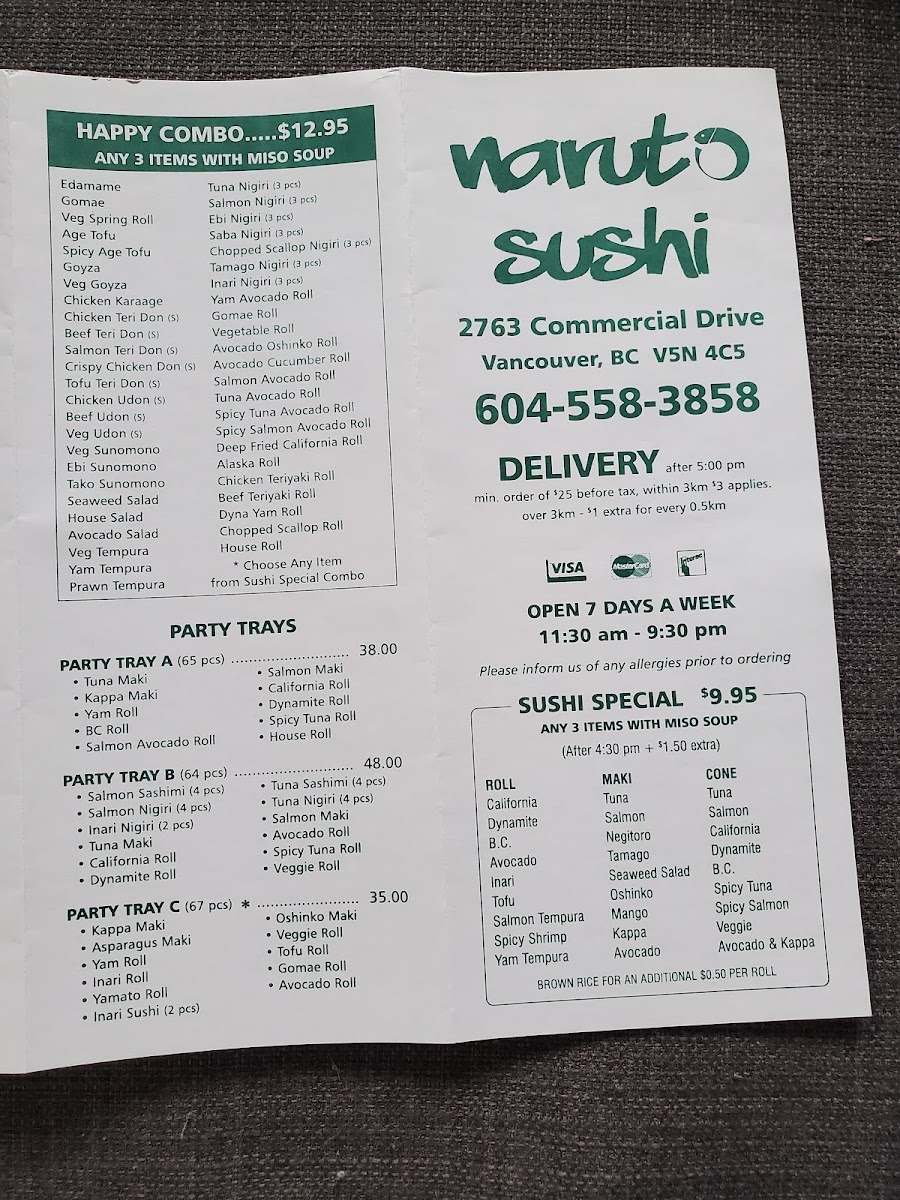 HAPPY COMBO.....$12.95
ANY 3 ITEMS WITH MISO SOUP
Edamame
Gomae
Veg Spring Roll
Age Tofu
Spicy Age Tofu
Goyza
Veg Goyza
Chicken Karaage
Chicken Teri Don (S)
Beef Teri Don (S)
Salmon Teri Don (S)
Crispy Chicken Don (S)
Tofu Teri Don (S)
Chicken Udon (S)
Beef Udon (S)
Veg Udon (S)
Veg Sunomono
Ebi Sunomono
Tako Sunomono
Seaweed Salad
House Salad
Avocado Salad
Veg Tempura
Yam Tempura
Prawn Tempura
Tuna Nigiri (3 pcs)
Salmon Nigiri (3 pcs)
Ebi Nigiri (3 pcs)
Saba Nigiri (3 pcs)
Chopped Scallop Nigiri (3 pcs)
Tamago Nigiri (3 pcs)
Inari Nigiri (3 pcs)
Yam Avocado Roll
Gomae Roll
Vegetable Roll
Avocado Oshinko Roll
Avocado Cucumber Roll
Salmon Avocado Roll
Tuna Avocado Roll
Spicy Tuna Avocado Roll
Spicy Salmon Avocado Roll
Deep Fried California Roll
Alaska Roll
Chicken Teriyaki Roll
Beef Teriyaki Roll
Dyna Yam Roll
Chopped Scallop Roll
House Roll
* Choose Any Item
from Sushi Special Combo
PARTY TRAYS
PARTY TRAY A (65 pcs) .......................... 38.00
• Tuna Maki
• Kappa Maki
• Yam Roll
• BC Roll
• Salmon Avocado Roll
• Salmon Maki
• California Roll
• Dynamite Roll
• Spicy Tuna Roll
• House Roll
PARTY TRAY B (64 pcs) .......................... 48.00
• Salmon Sashimi (4 pcs)
• Salmon Nigiri (4 pcs)
• Inari Nigiri (2 pcs)
• Tuna Maki
• California Roll
• Dynamite Roll
• Tuna Sashimi (4 pcs)
• Tuna Nigiri (4 pcs)
• Salmon Maki
• Avocado Roll
• Spicy Tuna Roll
• Veggie Roll
PARTY TRAY C (67 pcs) * ...................... 35.00
• Kappa Maki
• Asparagus Maki
• Yam Roll
• Inari Roll
• Yamato Roll
• Inari Sushi (2 pcs)
• Oshinko Maki
• Veggie Roll
• Tofu Roll
• Gomae Roll
• Avocado Roll
naruto
sushi
2763 Commercial Drive
Vancouver, BC V5N 4C5
604-558-3858
DELIVERY after 5:00 pm
min. order of $25 before tax, within 3km $3 applies.
over 3km - $1 extra for every 0.5km
VISA MasterCard Interac
OPEN 7 DAYS A WEEK
11:30 am - 9:30 pm
Please inform us of any allergies prior to ordering
SUSHI SPECIAL $9.95
ANY 3 ITEMS WITH MISO SOUP
(After 4:30 pm + $1.50 extra)
ROLL
California
Dynamite
B.C.
Avocado
Inari
Tofu
Salmon Tempura
Spicy Shrimp
Yam Tempura
MAKI
Tuna
Salmon
Negitoro
Tamago
Seaweed Salad
Oshinko
Mango
Kappa
Avocado
CONE
Tuna
Salmon
California
Dynamite
B.C.
Spicy Tuna
Spicy Salmon
Veggie
Avocado & Kappa
BROWN RICE FOR AN ADDITIONAL $0.50 PER ROLL